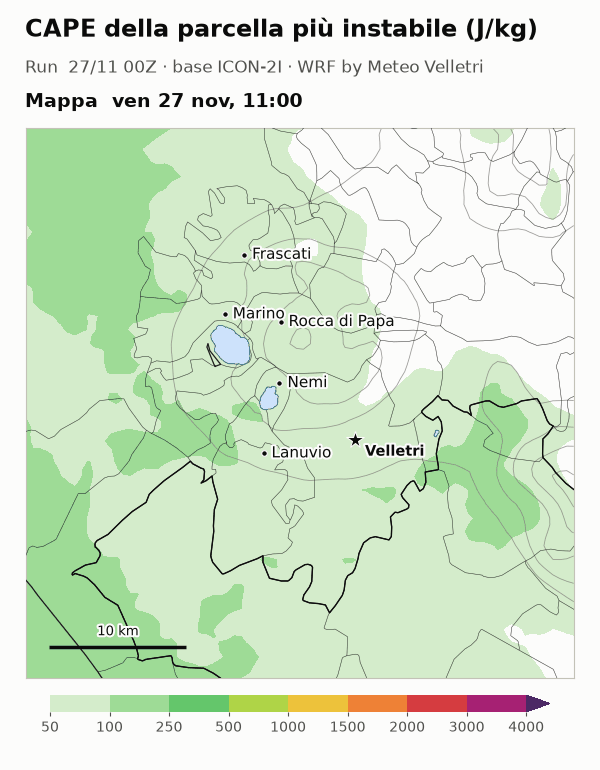 CAPE della parcella più instabile (J/kg)
Run  27/11 00Z · base ICON-2I · WRF by Meteo Velletri
Mappa  ven 27 nov, 11:00
Frascati
Marino
Rocca di Papa
Nemi
Lanuvio
Velletri
10 km
50 100 250 500 1000 1500 2000 3000 4000